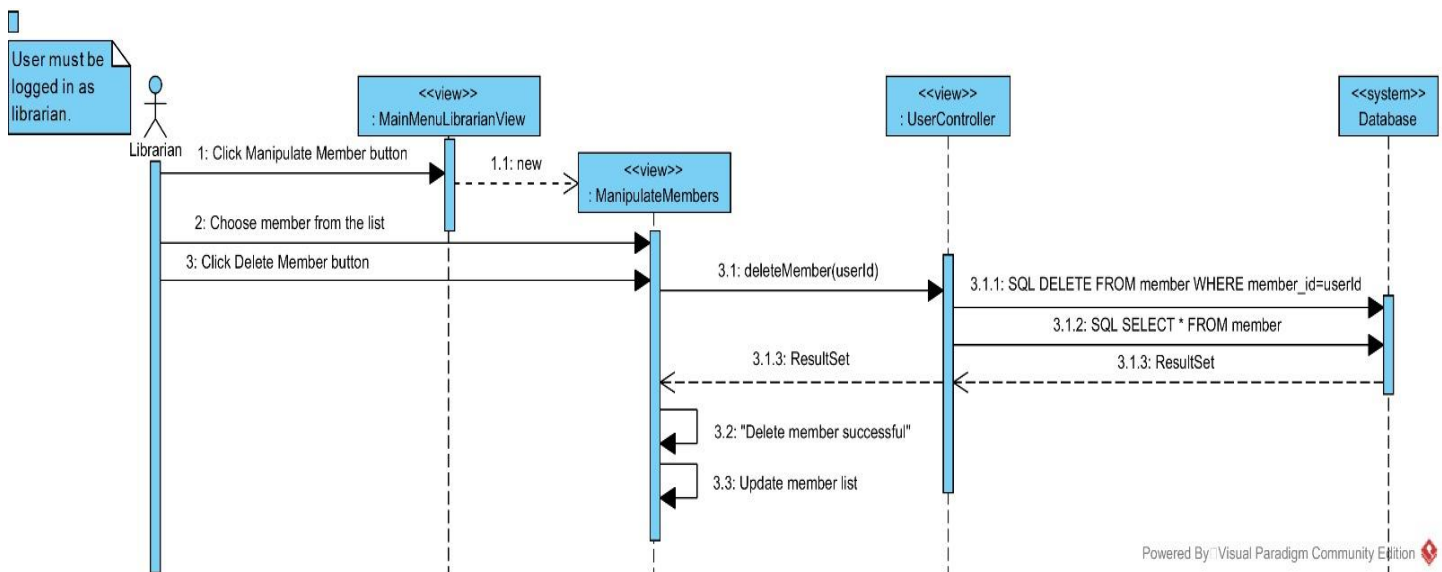 User must be
logged in as
librarian.
Librarian
<<view>>
: MainMenuLibrarianView
<<view>>
: UserController
<<system>>
Database
1: Click Manipulate Member button
1.1: new
<<view>>
: ManipulateMembers
2: Choose member from the list
3: Click Delete Member button
3.1: deleteMember(userId)
3.1.1: SQL DELETE FROM member WHERE member_id=userId
3.1.2: SQL SELECT * FROM member
3.1.3: ResultSet
3.1.3: ResultSet
3.2: "Delete member successful"
3.3: Update member list
Powered By Visual Paradigm Community Edition